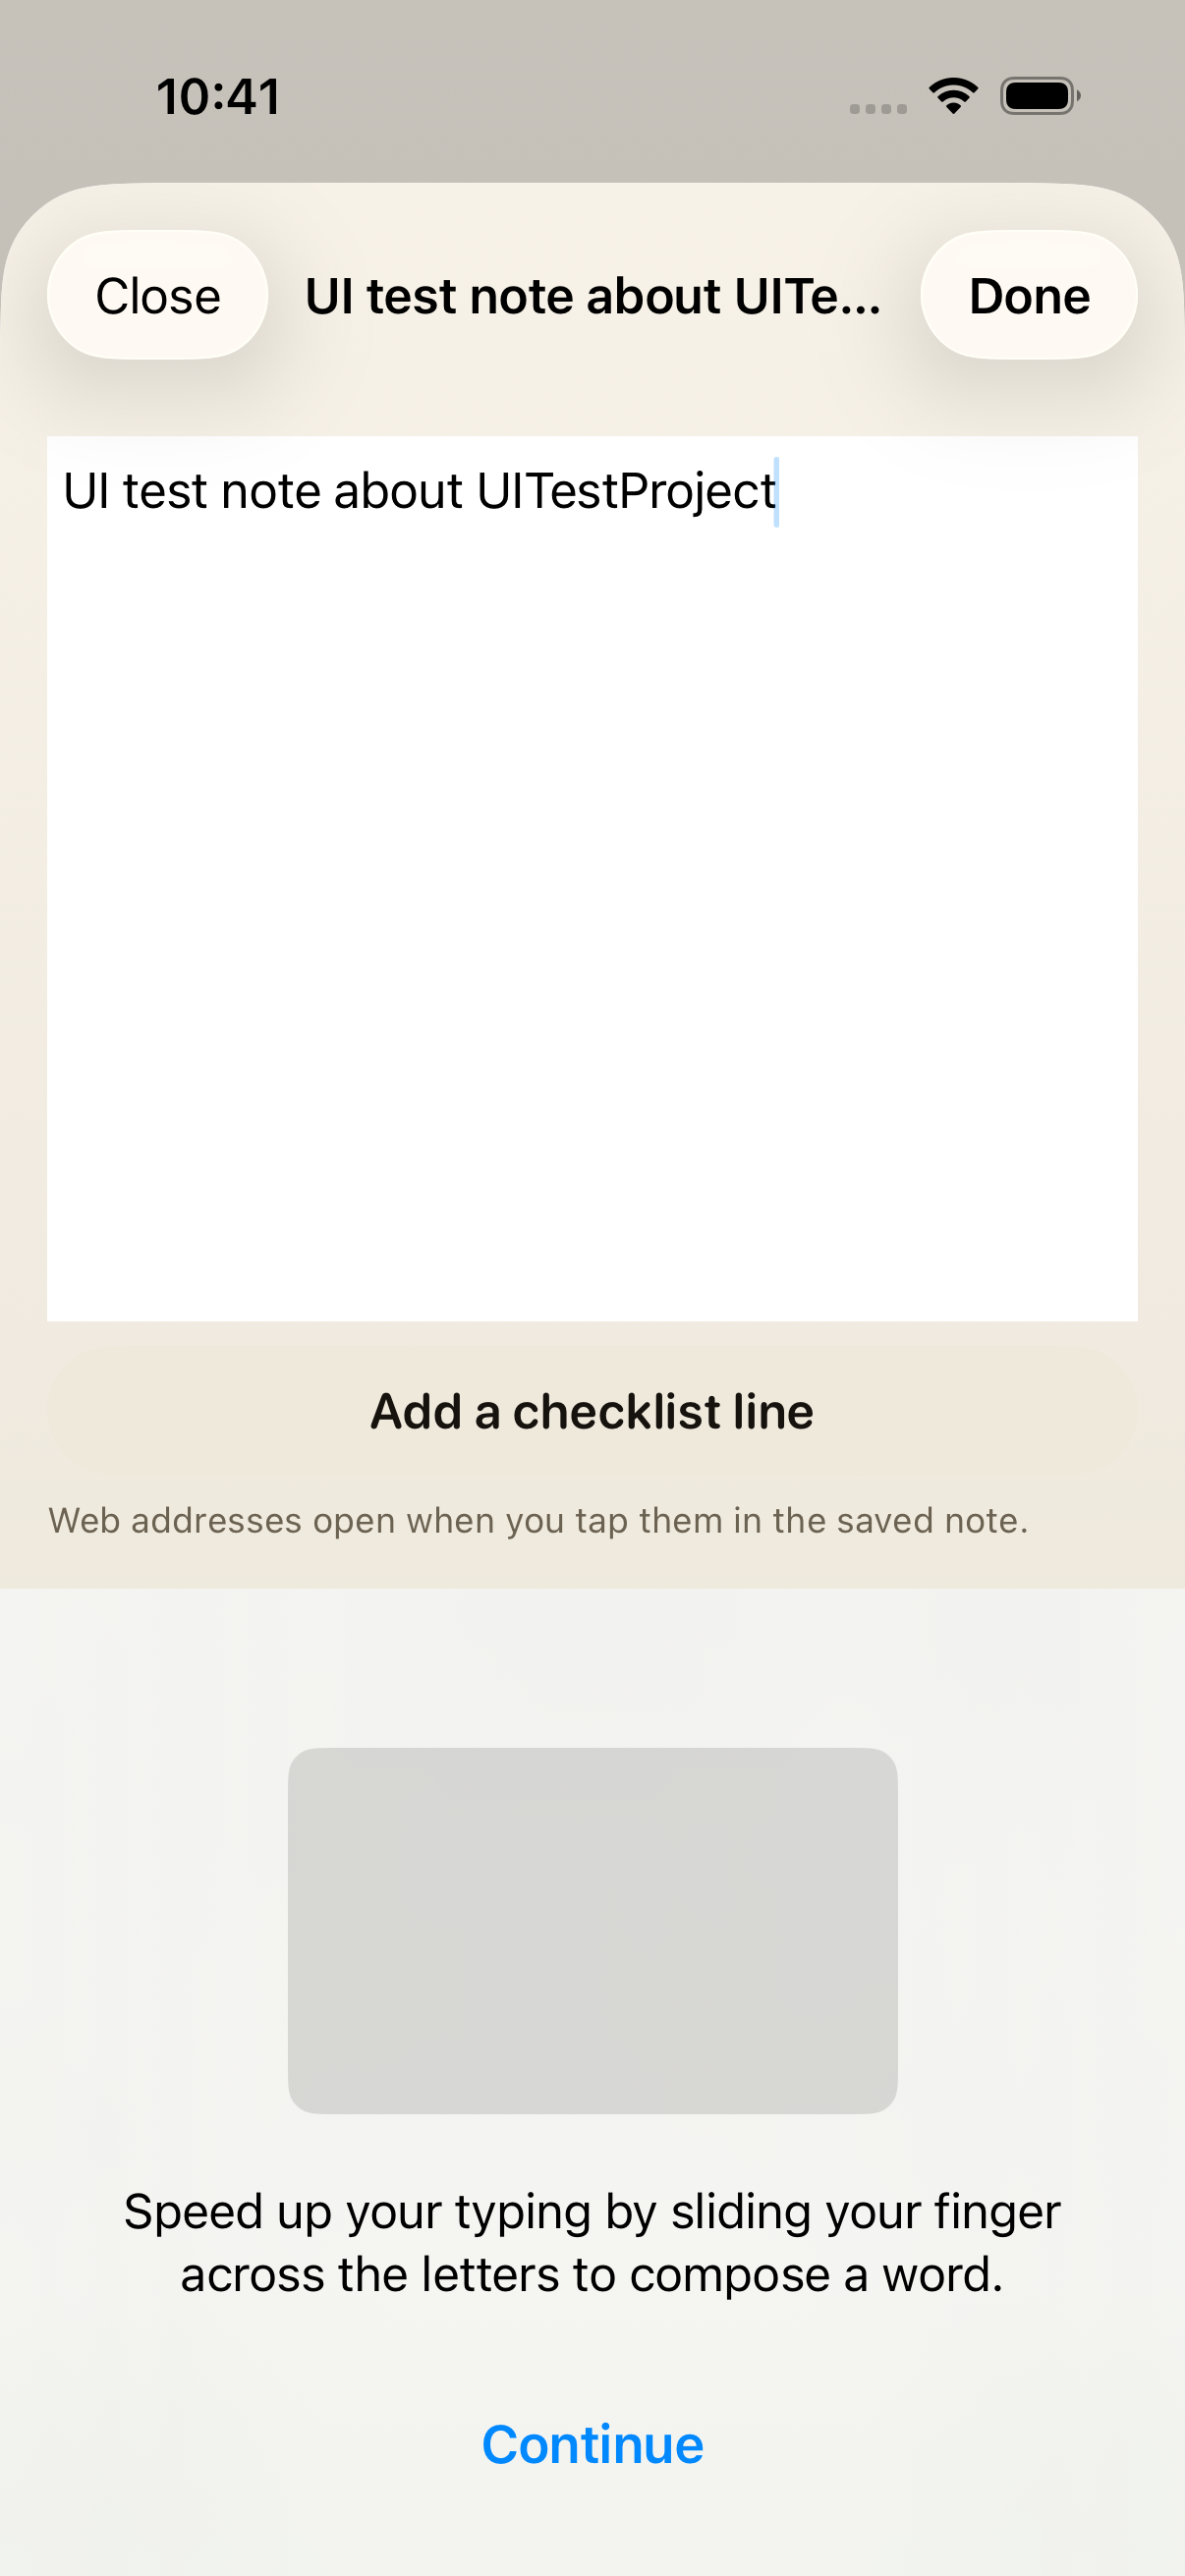 10:41
Close
UI test note about UITe...
Done
UI test note about UITestProject
Add a checklist line
Web addresses open when you tap them in the saved note.
Speed up your typing by sliding your finger
across the letters to compose a word.
Continue